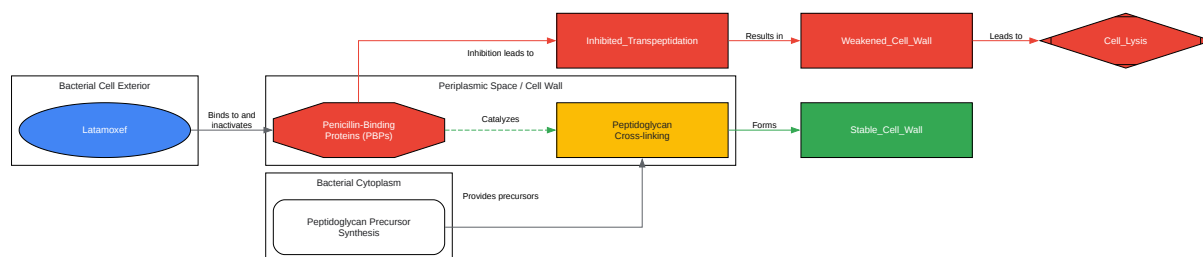 Inhibited_Transpeptidation
Results in
Weakened_Cell_Wall
Leads to
Cell_Lysis
Inhibition leads to
Bacterial Cell Exterior
Periplasmic Space / Cell Wall
Latamoxef
Binds to and
inactivates
Penicillin-Binding
Proteins (PBPs)
Catalyzes
Peptidoglycan
Cross-linking
Forms
Stable_Cell_Wall
Bacterial Cytoplasm
Provides precursors
Peptidoglycan Precursor
Synthesis